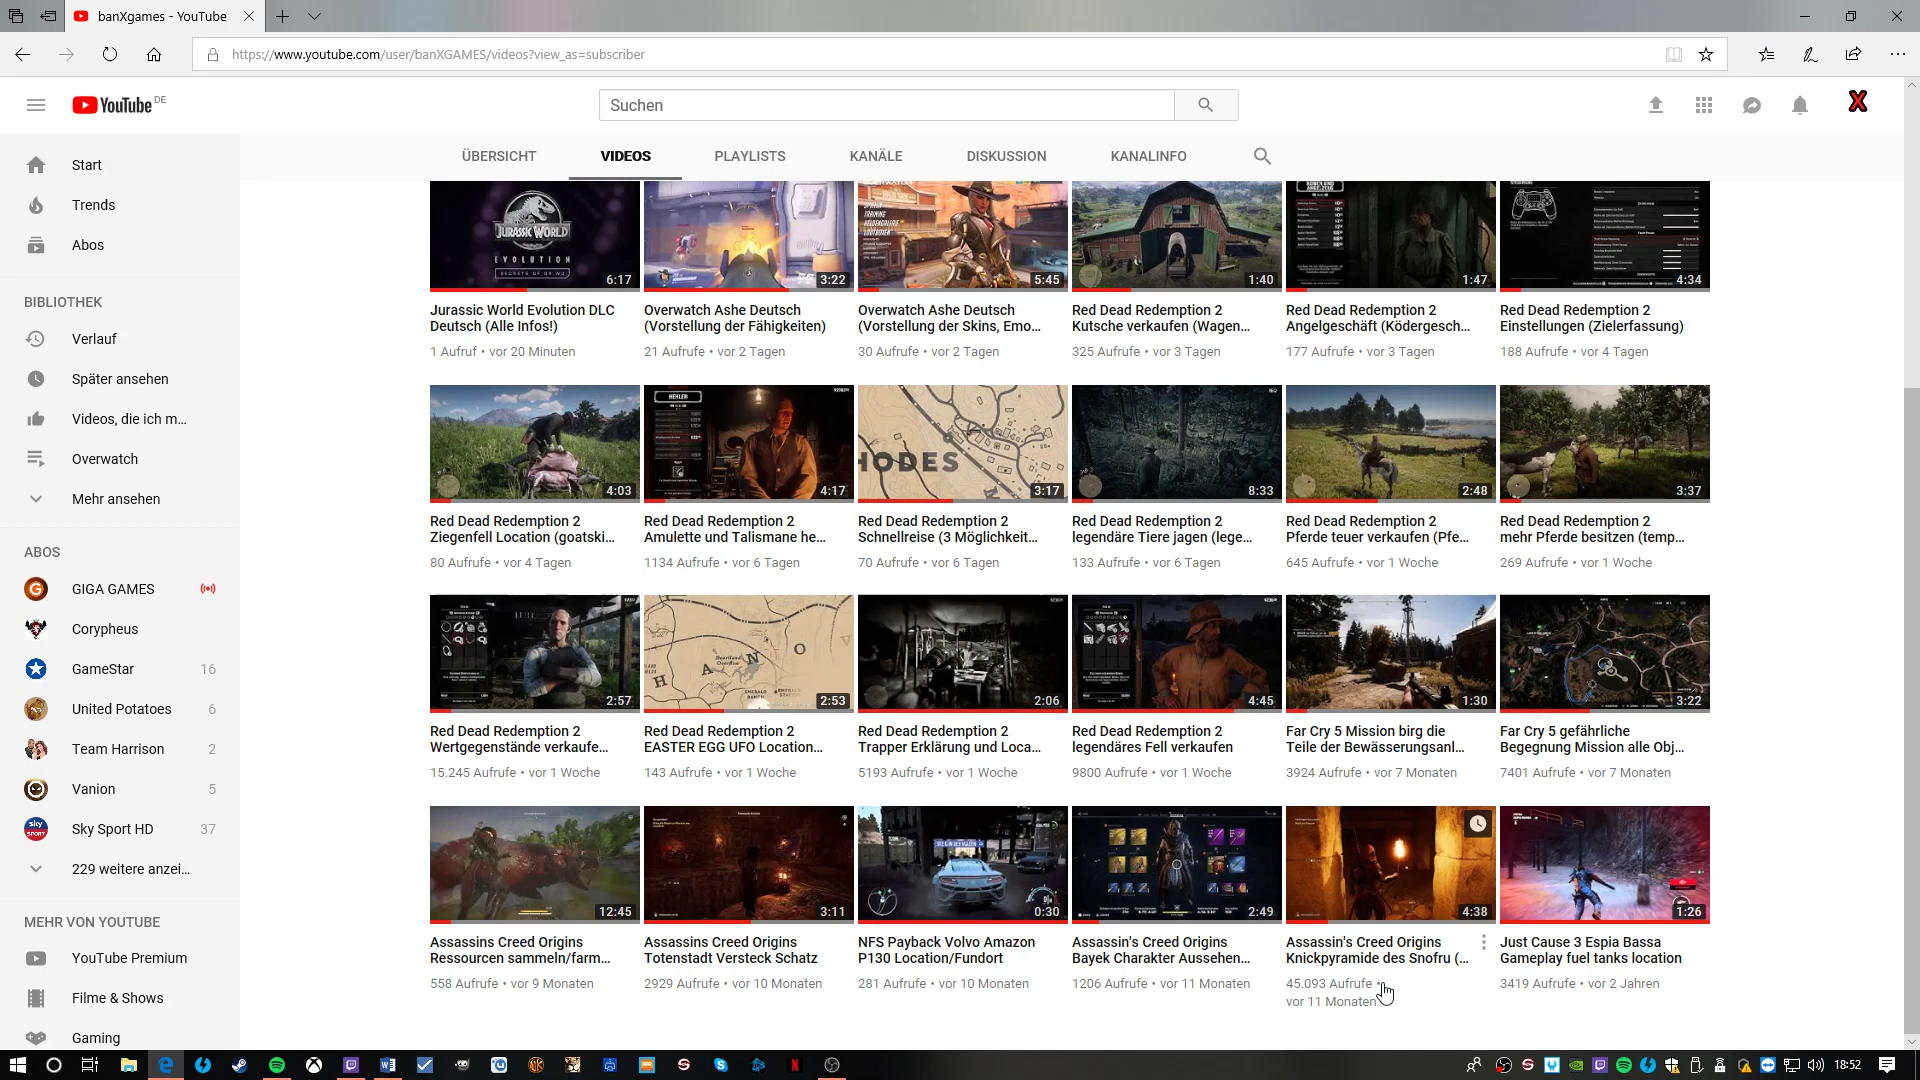 banXgames - YouTube
https://www.youtube.com/user/banXGAMES/videos?view_as=subscriber
YouTube DE
Suchen
Start
Trends
Abos
BIBLIOTHEK
Verlauf
Später ansehen
Videos, die ich m...
Overwatch
Mehr ansehen
ABOS
GIGA GAMES
Corypheus
GameStar 16
United Potatoes 6
Team Harrison 2
Vanion 5
Sky Sport HD 37
229 weitere anzei...
MEHR VON YOUTUBE
YouTube Premium
Filme & Shows
Gaming
ÜBERSICHT VIDEOS PLAYLISTS KANÄLE DISKUSSION KANALINFO
JURASSIC WORLD
EVOLUTION
SECRETS OF DR. WU
6:17
3:22
5:45
1:40
1:47
4:34
Jurassic World Evolution DLC
Deutsch (Alle Infos!)
1 Aufruf • vor 20 Minuten
Overwatch Ashe Deutsch
(Vorstellung der Fähigkeiten)
21 Aufrufe • vor 2 Tagen
Overwatch Ashe Deutsch
(Vorstellung der Skins, Emo...
30 Aufrufe • vor 2 Tagen
Red Dead Redemption 2
Kutsche verkaufen (Wagen...
325 Aufrufe • vor 3 Tagen
Red Dead Redemption 2
Angelgeschäft (Ködergesch...
177 Aufrufe • vor 3 Tagen
Red Dead Redemption 2
Einstellungen (Zielerfassung)
188 Aufrufe • vor 4 Tagen
4:03
HEHLER
4:17
HODES
3:17
8:33
2:48
3:37
Red Dead Redemption 2
Ziegenfell Location (goatski...
80 Aufrufe • vor 4 Tagen
Red Dead Redemption 2
Amulette und Talismane he...
1134 Aufrufe • vor 6 Tagen
Red Dead Redemption 2
Schnellreise (3 Möglichkeit...
70 Aufrufe • vor 6 Tagen
Red Dead Redemption 2
legendäre Tiere jagen (lege...
133 Aufrufe • vor 6 Tagen
Red Dead Redemption 2
Pferde teuer verkaufen (Pfe...
645 Aufrufe • vor 1 Woche
Red Dead Redemption 2
mehr Pferde besitzen (temp...
269 Aufrufe • vor 1 Woche
2:57
H A N O V
2:53
2:06
4:45
1:30
3:22
Red Dead Redemption 2
Wertgegenstände verkaufe...
15.245 Aufrufe • vor 1 Woche
Red Dead Redemption 2
EASTER EGG UFO Location...
143 Aufrufe • vor 1 Woche
Red Dead Redemption 2
Trapper Erklärung und Loca...
5193 Aufrufe • vor 1 Woche
Red Dead Redemption 2
legendäres Fell verkaufen
9800 Aufrufe • vor 1 Woche
Far Cry 5 Mission birg die
Teile der Bewässerungsanl...
3924 Aufrufe • vor 7 Monaten
Far Cry 5 gefährliche
Begegnung Mission alle Obj...
7401 Aufrufe • vor 7 Monaten
12:45
3:11
0:30
2:49
4:38
1:26
Assassins Creed Origins
Ressourcen sammeln/farm...
558 Aufrufe • vor 9 Monaten
Assassins Creed Origins
Totenstadt Versteck Schatz
2929 Aufrufe • vor 10 Monaten
NFS Payback Volvo Amazon
P130 Location/Fundort
281 Aufrufe • vor 10 Monaten
Assassin's Creed Origins
Bayek Charakter Aussehen...
1206 Aufrufe • vor 11 Monaten
Assassin's Creed Origins
Knickpyramide des Snofru (...
45.093 Aufrufe •
vor 11 Monaten
Just Cause 3 Espia Bassa
Gameplay fuel tanks location
3419 Aufrufe • vor 2 Jahren
18:52